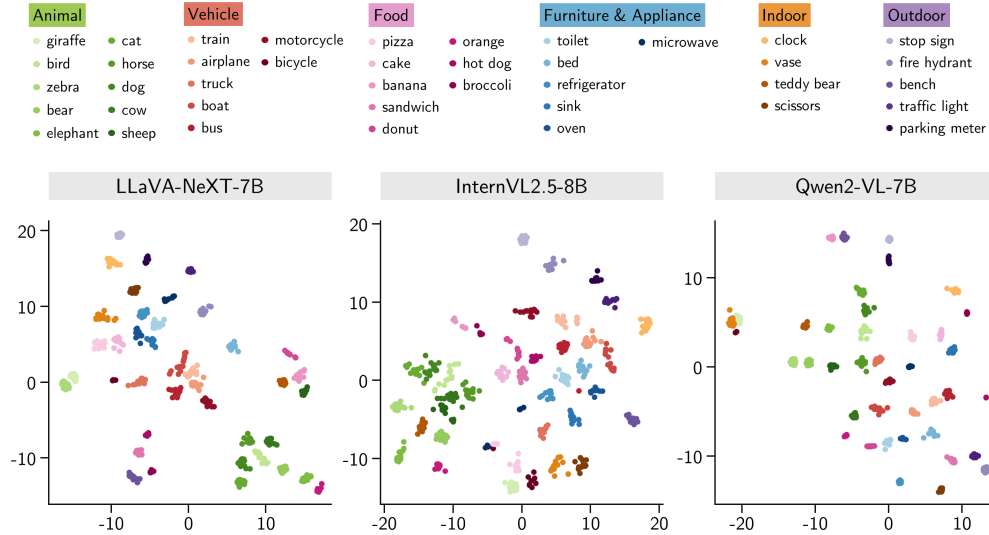 Animal Vehicle Food Furniture & Appliance Indoor Outdoor
giraffe cat train motorcycle pizza orange toilet microwave clock stop sign
bird horse airplane bicycle cake hot dog bed vase fire hydrant
zebra dog truck banana broccoli refrigerator teddy bear bench
bear cow boat sandwich sink scissors traffic light
elephant sheep bus donut oven parking meter
LLaVA-NeXT-7B InternVL2.5-8B Qwen2-VL-7B
20
10
0
-10
-10 0 10
20
10
0
-10
-20 -10 0 10 20
10
0
-10
-20 -10 0 10